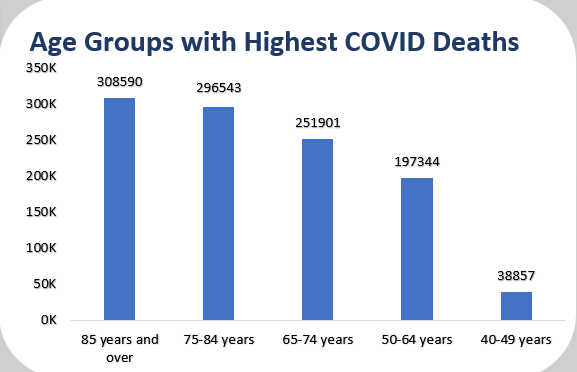 Age Groups with Highest COVID Deaths
350K
300K
250K
200K
150K
100K
50K
0K
308590
296543
251901
197344
38857
85 years and
over
75-84 years
65-74 years
50-64 years
40-49 years